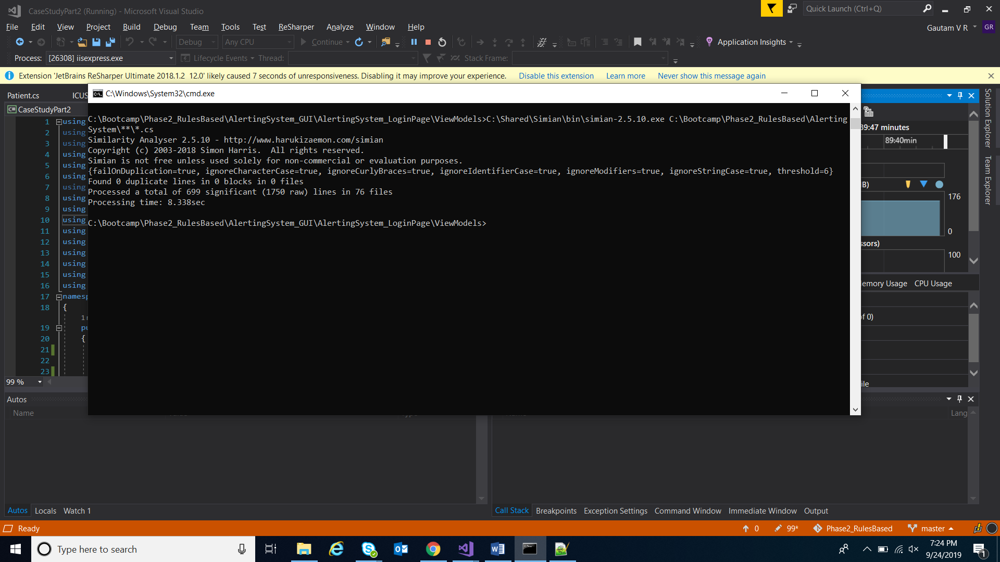 CaseStudyPart2 (Running) - Microsoft Visual Studio
Quick Launch (Ctrl+Q)
File Edit View Project Build Debug Team Tools Test ReSharper Analyze Window Help
Gautam V R GR
Debug Any CPU Continue Application Insights
Process: [26308] iisexpress.exe Lifecycle Events Thread: Stack Frame:
Extension 'JetBrains ReSharper Ultimate 2018.1.2 12.0' likely caused 7 seconds of unresponsiveness. Disabling it may improve your experience. Disable this extension Learn more Never show this message again
Patient.cs
C:\Windows\System32\cmd.exe
CaseStudyPart2
C:\Bootcamp\Phase2_RulesBased\AlertingSystem_GUI\AlertingSystem_LoginPage\ViewModels>C:\Shared\Simian\bin\simian-2.5.10.exe C:\Bootcamp\Phase2_RulesBased\Alerting
System\**\*.cs
Similarity Analyser 2.5.10 - http://www.harukizaemon.com/simian
Copyright (c) 2003-2018 Simon Harris.  All rights reserved.
Simian is not free unless used solely for non-commercial or evaluation purposes.
{failOnDuplication=true, ignoreCharacterCase=true, ignoreCurlyBraces=true, ignoreIdentifierCase=true, ignoreModifiers=true, ignoreStringCase=true, threshold=6}
Found 0 duplicate lines in 0 blocks in 0 files
Processed a total of 699 significant (1750 raw) lines in 76 files
Processing time: 8.338sec
C:\Bootcamp\Phase2_RulesBased\AlertingSystem_GUI\AlertingSystem_LoginPage\ViewModels>
1 using
2 using
3 using
4 using
5 using
6 using
7 using
8 using
9 using
10 using
11 using
12 using
13 using
14 using
15 using
16 using
17
18 {
19
20 {
21
22
23
99 %
39:47 minutes
89:40min
B)
176
0
100
CPU Usage
of 0)
Solution Explorer
Team Explorer
Autos
Name
Lang
Autos Locals Watch 1
Call Stack Breakpoints Exception Settings Command Window Immediate Window Output
Ready
0 99* Phase2_RulesBased master
Type here to search
7:24 PM
9/24/2019
1